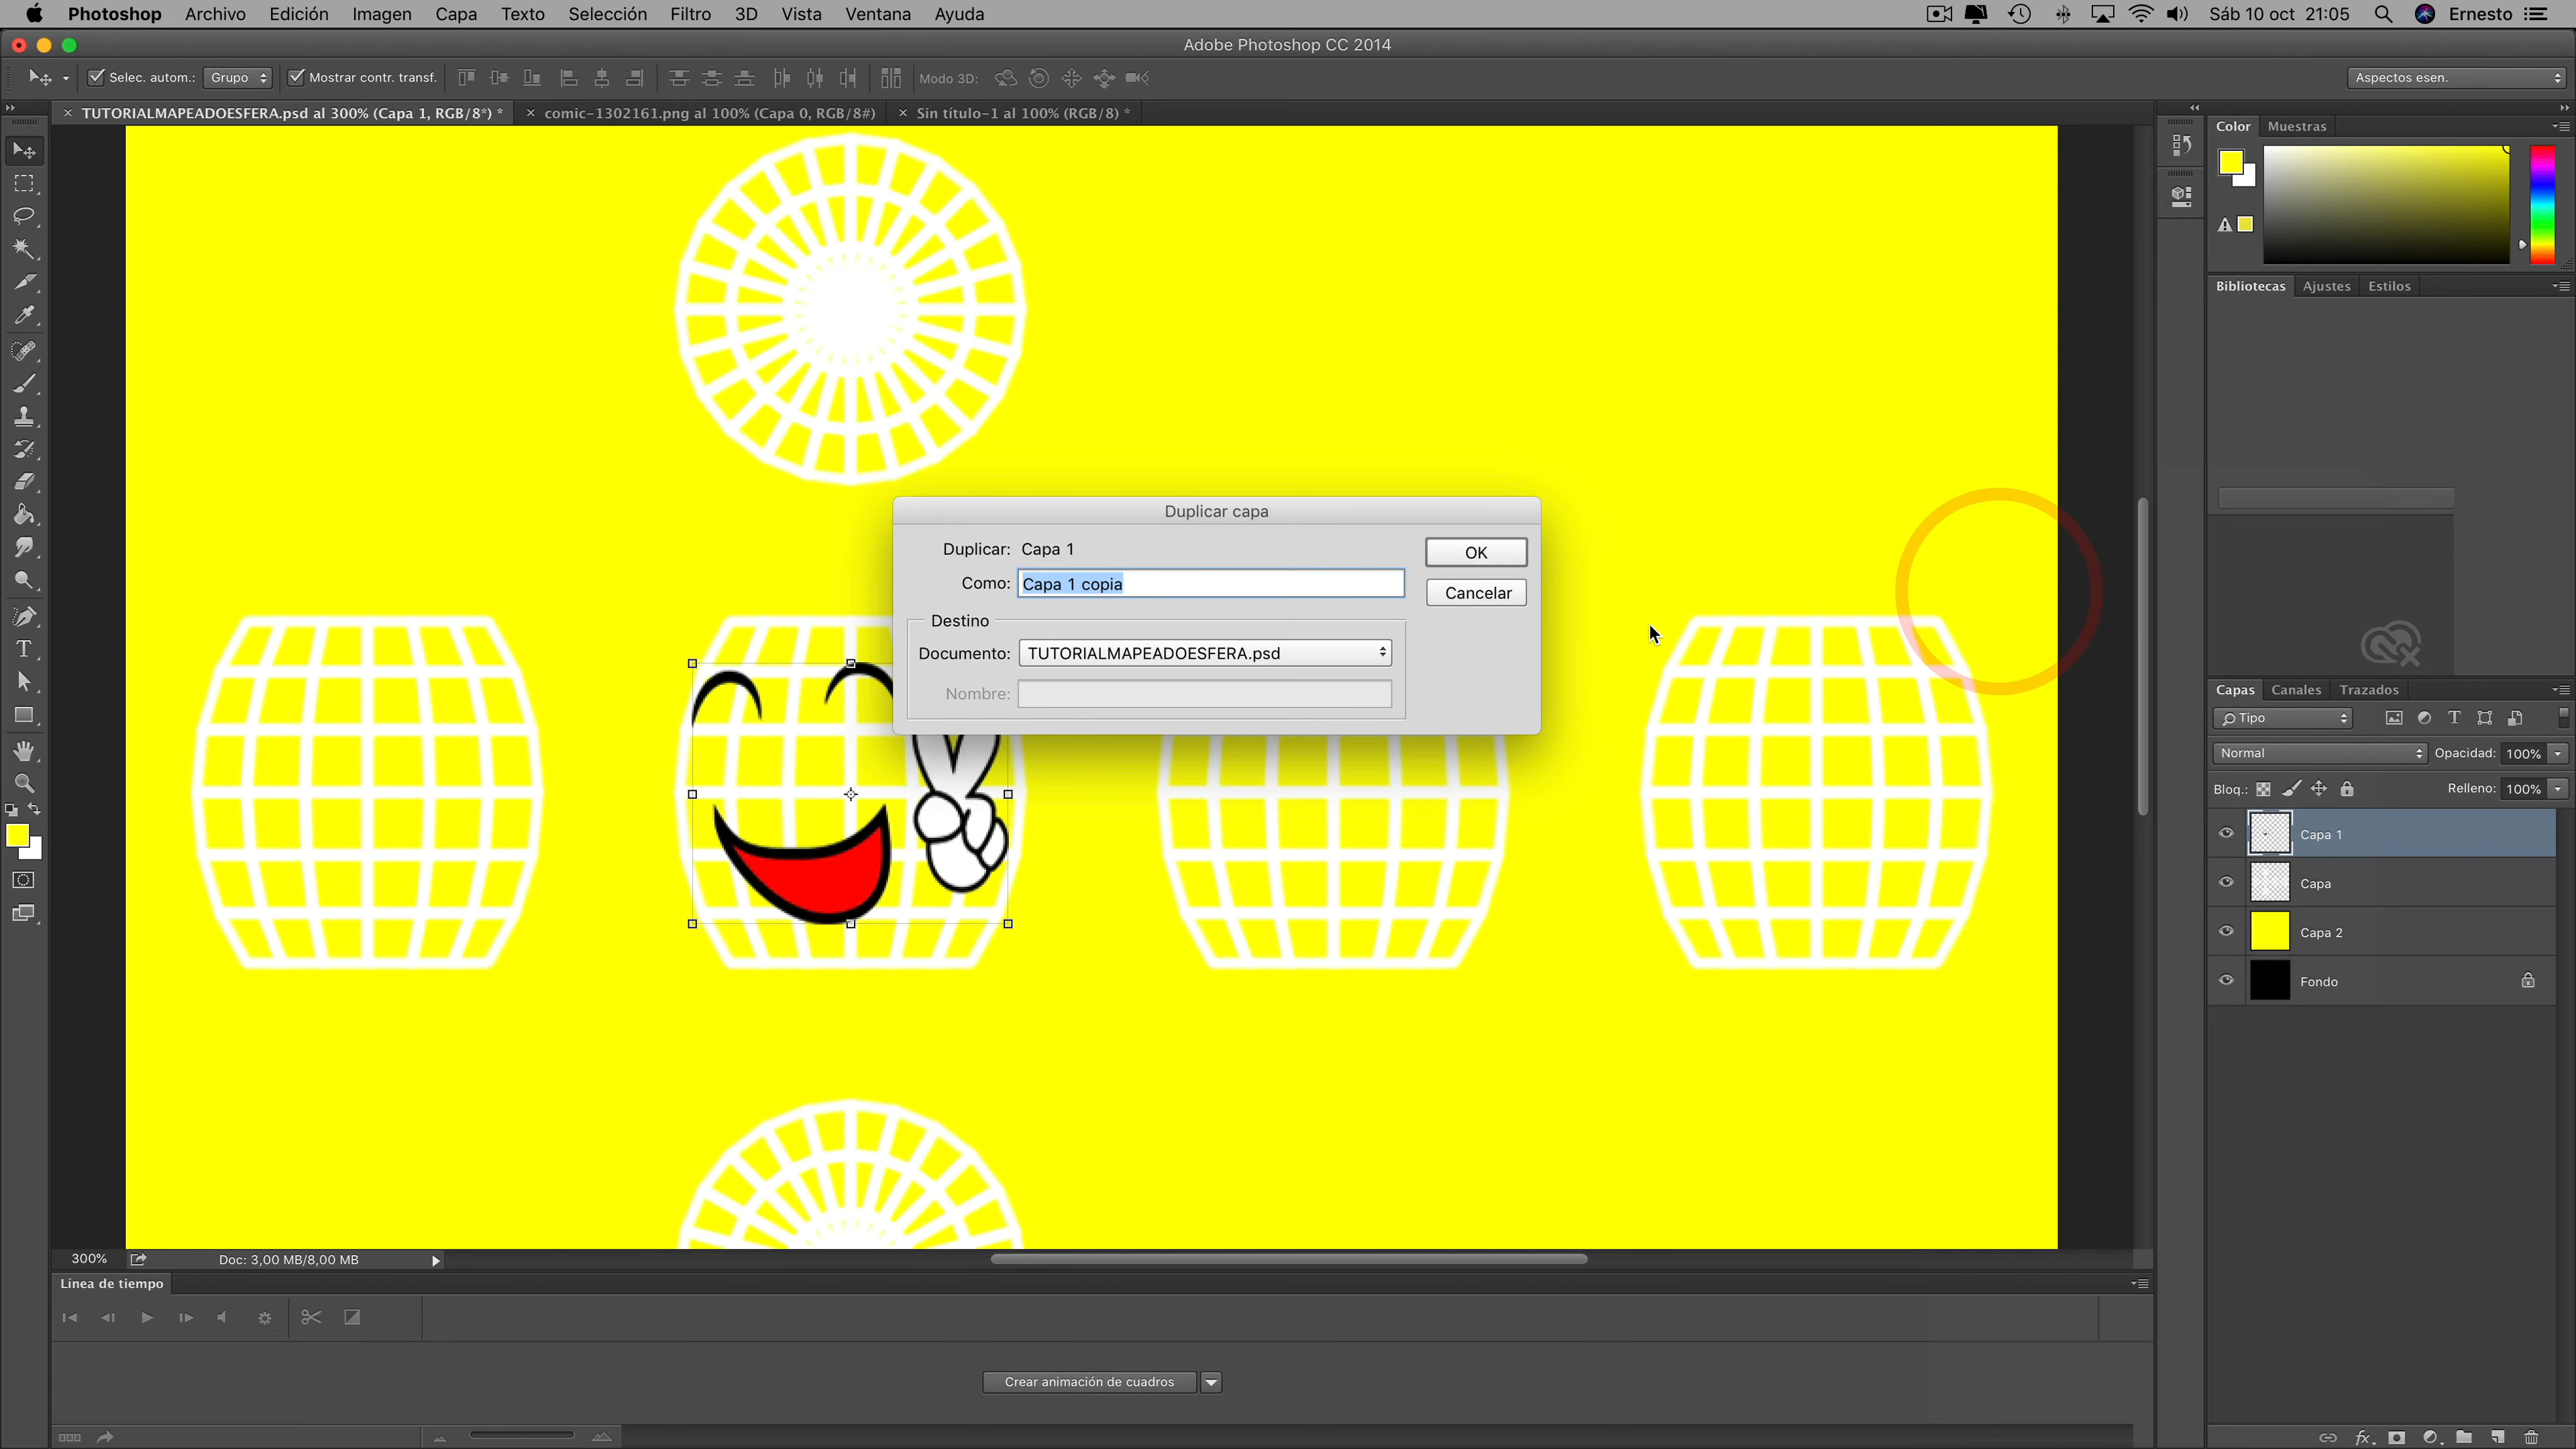 Photoshop Archivo Edición Imagen Capa Texto Selección Filtro 3D Vista Ventana Ayuda Sáb 10 oct 21:05 Ernesto
Adobe Photoshop CC 2014
Selec. autom.: Grupo Mostrar contr. transf. Modo 3D: Aspectos esen.
TUTORIALMAPEADOESFERA.psd al 300% (Capa 1, RGB/8*) * comic-1302161.png al 100% (Capa 0, RGB/8#) Sin título-1 al 100% (RGB/8) *
Color Muestras
Bibliotecas Ajustes Estilos
Duplicar capa
Duplicar: Capa 1
OK
Como: Capa 1 copia
Cancelar
Destino
Documento: TUTORIALMAPEADOESFERA.psd
Nombre:
Capas Canales Trazados
Tipo
Normal Opacidad: 100%
Bloq.: Relleno: 100%
Capa 1
Capa
Capa 2
Fondo
300% Doc: 3,00 MB/8,00 MB
Línea de tiempo
Crear animación de cuadros